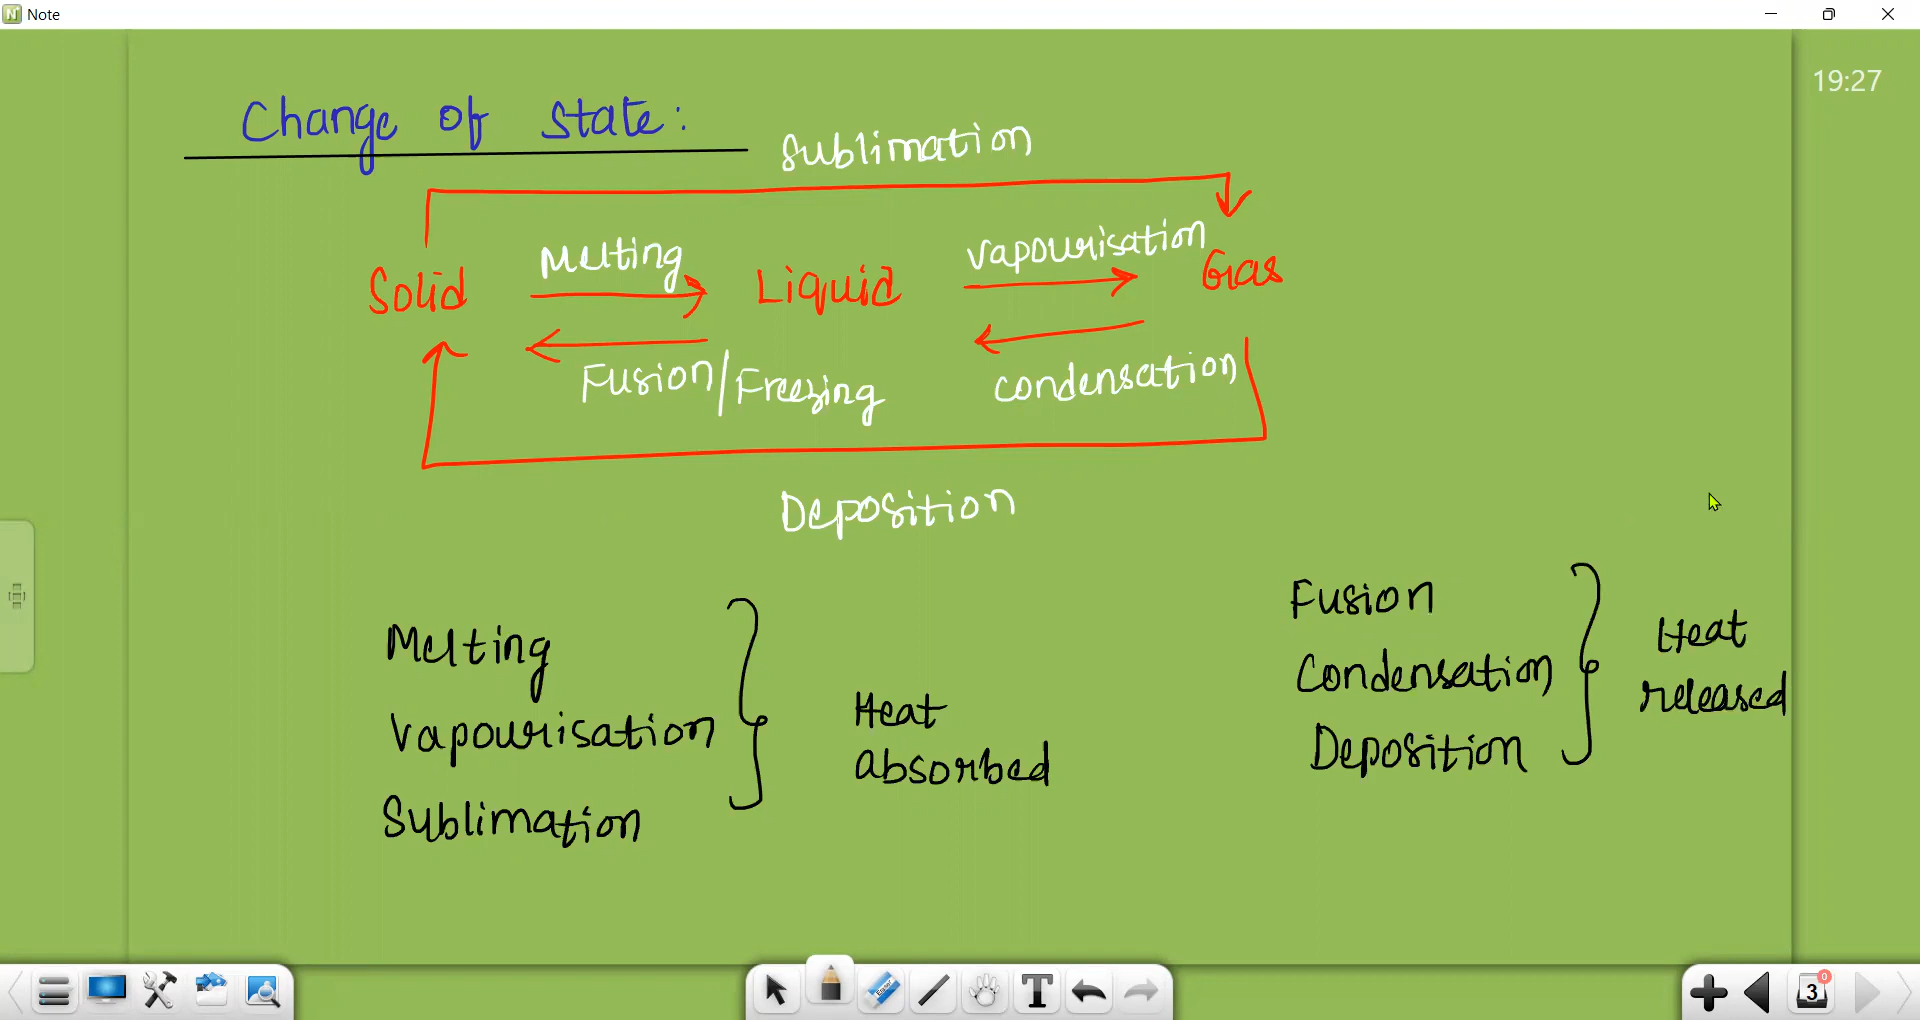 Note
19:27
Change of state:
Sublimation
Melting
Vapourisation
Solid
Liquid
Gas
Fusion/Freezing
Condensation
Deposition
Melting
Vapourisation
Sublimation
Heat
absorbed
Fusion
Condensation
Deposition
Heat
released
T
0
3